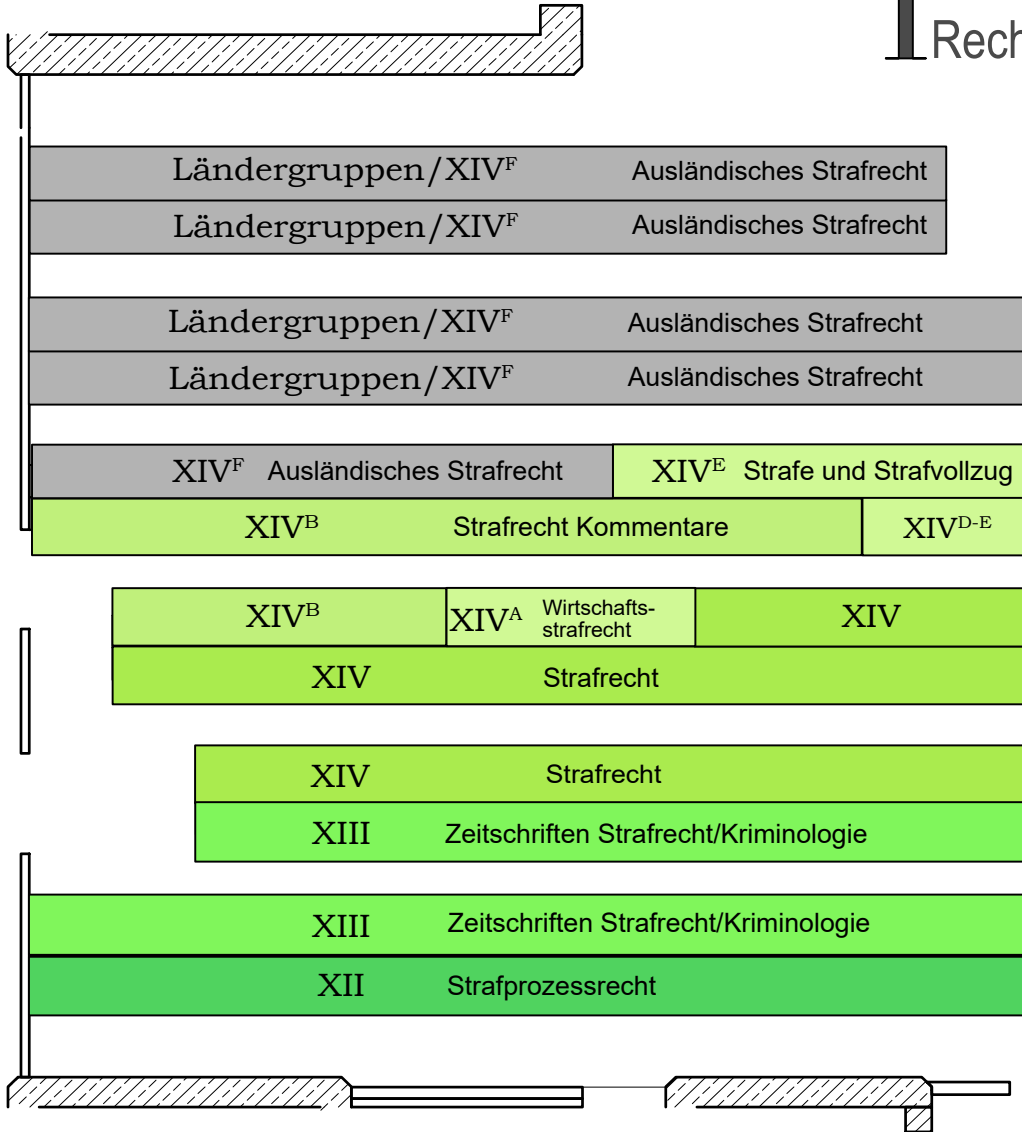 Rech
Ländergruppen/XIVF Ausländisches Strafrecht
Ländergruppen/XIVF Ausländisches Strafrecht
Ländergruppen/XIVF Ausländisches Strafrecht
Ländergruppen/XIVF Ausländisches Strafrecht
XIVF Ausländisches Strafrecht XIVE Strafe und Strafvollzug
XIVB Strafrecht Kommentare XIVD-E
XIVB XIVA Wirtschafts-
strafrecht XIV
XIV Strafrecht
XIV Strafrecht
XIII Zeitschriften Strafrecht/Kriminologie
XIII Zeitschriften Strafrecht/Kriminologie
XII Strafprozessrecht